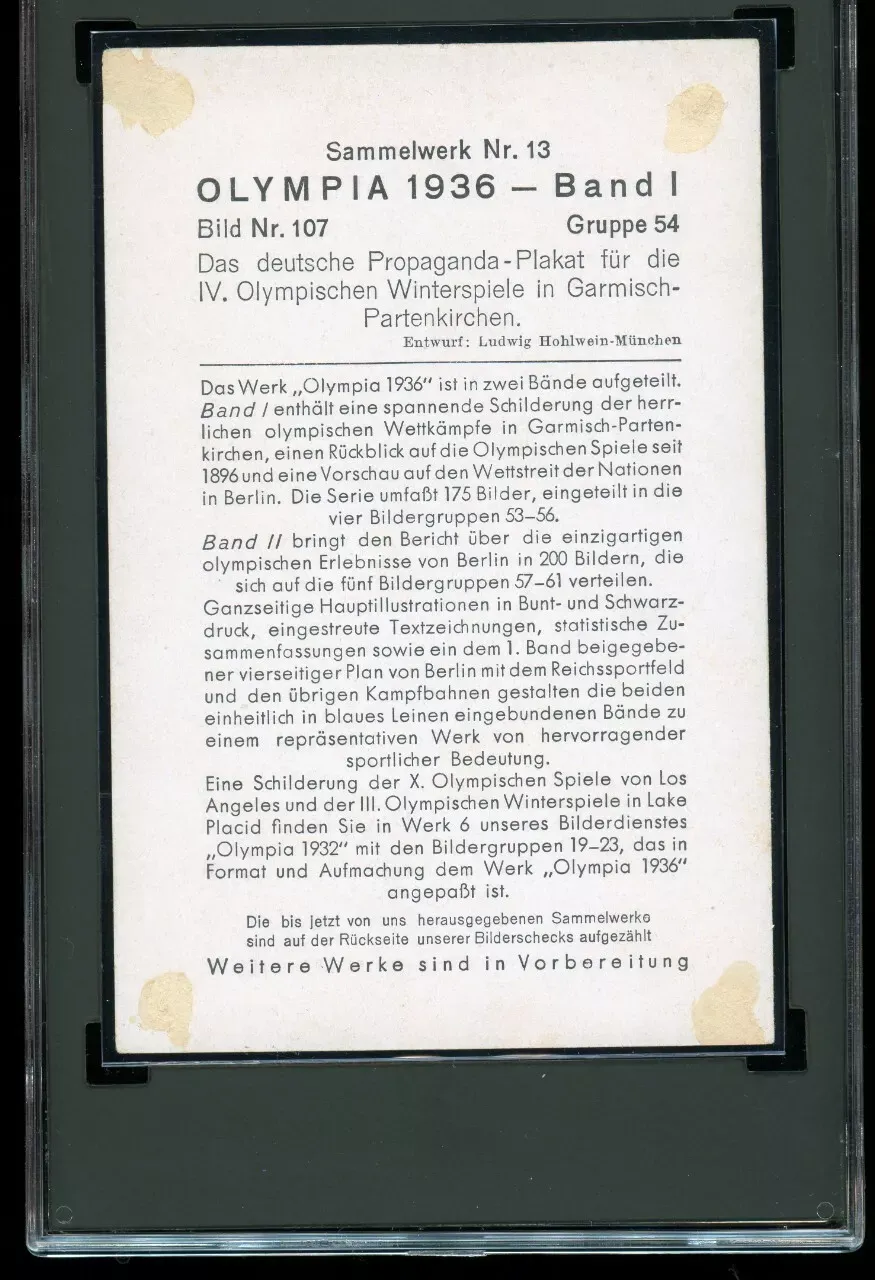 Sammelwerk Nr. 13
OLYMPIA 1936 – Band I
Bild Nr. 107 Gruppe 54
Das deutsche Propaganda-Plakat für die
IV. Olympischen Winterspiele in Garmisch-
Partenkirchen.
Entwurf: Ludwig Hohlwein-München
Das Werk „Olympia 1936" ist in zwei Bände aufgeteilt.
Band I enthält eine spannende Schilderung der herr-
lichen olympischen Wettkämpfe in Garmisch-Parten-
kirchen, einen Rückblick auf die Olympischen Spiele seit
1896 und eine Vorschau auf den Wettstreit der Nationen
in Berlin. Die Serie umfaßt 175 Bilder, eingeteilt in die
vier Bildergruppen 53–56.
Band II bringt den Bericht über die einzigartigen
olympischen Erlebnisse von Berlin in 200 Bildern, die
sich auf die fünf Bildergruppen 57–61 verteilen.
Ganzseitige Hauptillustrationen in Bunt- und Schwarz-
druck, eingestreute Textzeichnungen, statistische Zu-
sammenfassungen sowie ein dem 1. Band beigegebe-
ner vierseitiger Plan von Berlin mit dem Reichssportfeld
und den übrigen Kampfbahnen gestalten die beiden
einheitlich in blaues Leinen eingebundenen Bände zu
einem repräsentativen Werk von hervorragender
sportlicher Bedeutung.
Eine Schilderung der X. Olympischen Spiele von Los
Angeles und der III. Olympischen Winterspiele in Lake
Placid finden Sie in Werk 6 unseres Bilderdienstes
„Olympia 1932" mit den Bildergruppen 19–23, das in
Format und Aufmachung dem Werk „Olympia 1936"
angepaßt ist.
Die bis jetzt von uns herausgegebenen Sammelwerke
sind auf der Rückseite unserer Bilderschecks aufgezählt
Weitere Werke sind in Vorbereitung